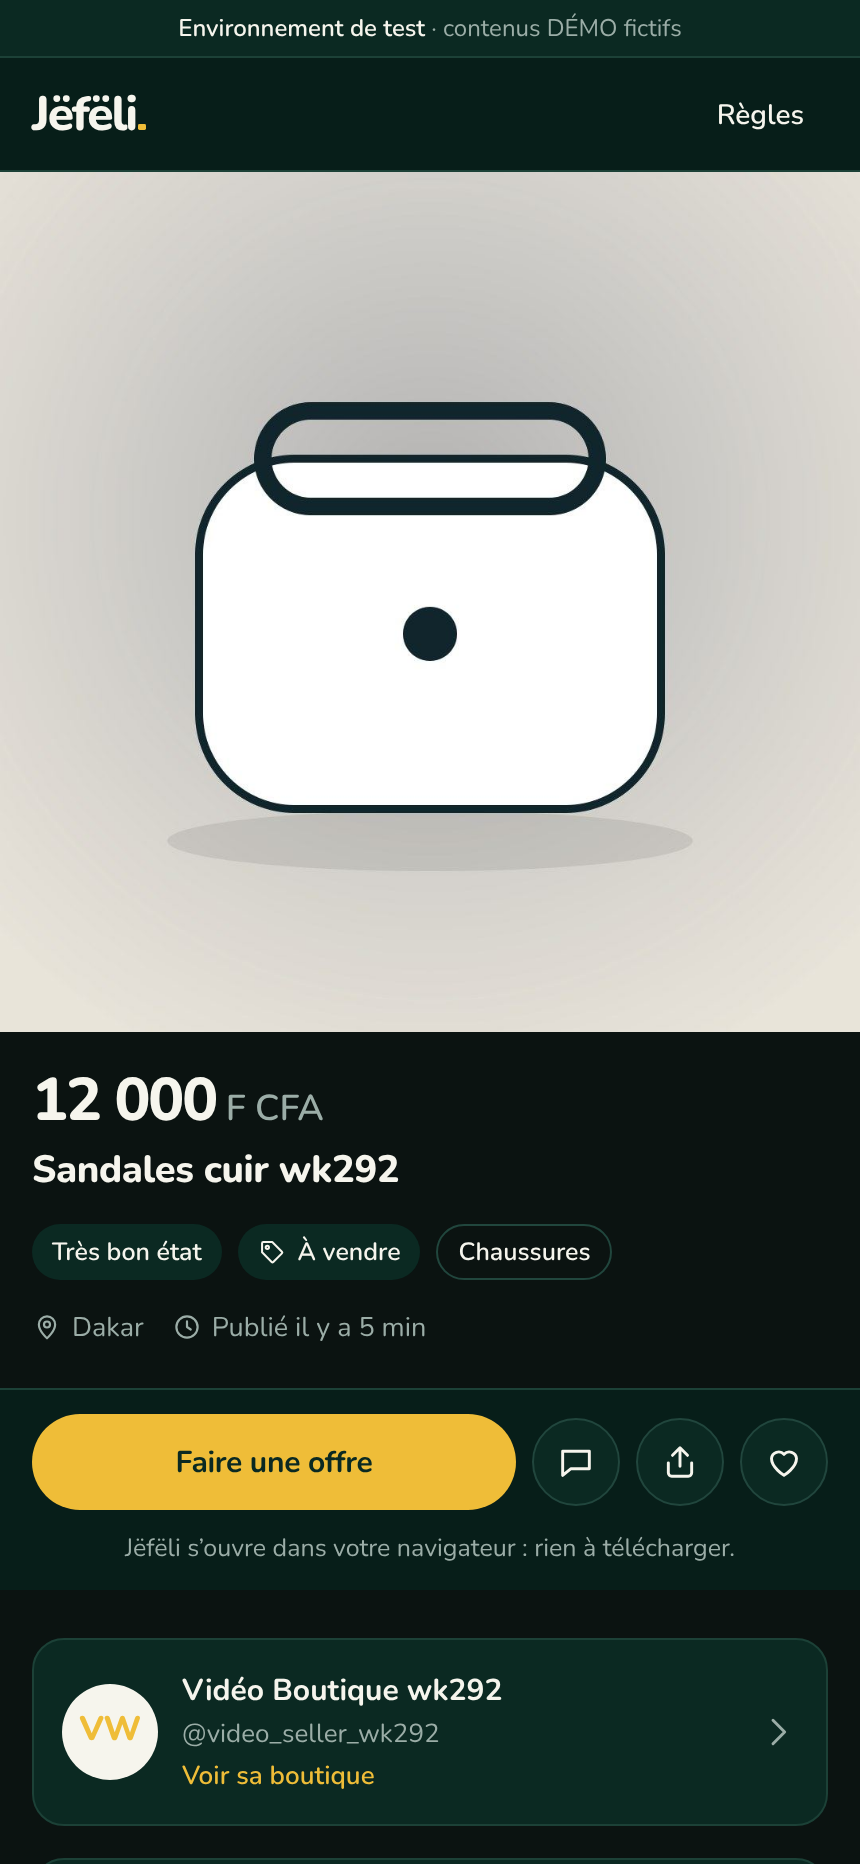 Environnement de test · contenus DÉMO fictifs
Jëfëli.
Règles
12 000 F CFA
Sandales cuir wk292
Très bon état
À vendre
Chaussures
Dakar
Publié il y a 5 min
Faire une offre
Jëfëli s’ouvre dans votre navigateur : rien à télécharger.
VW
Vidéo Boutique wk292
@video_seller_wk292
Voir sa boutique